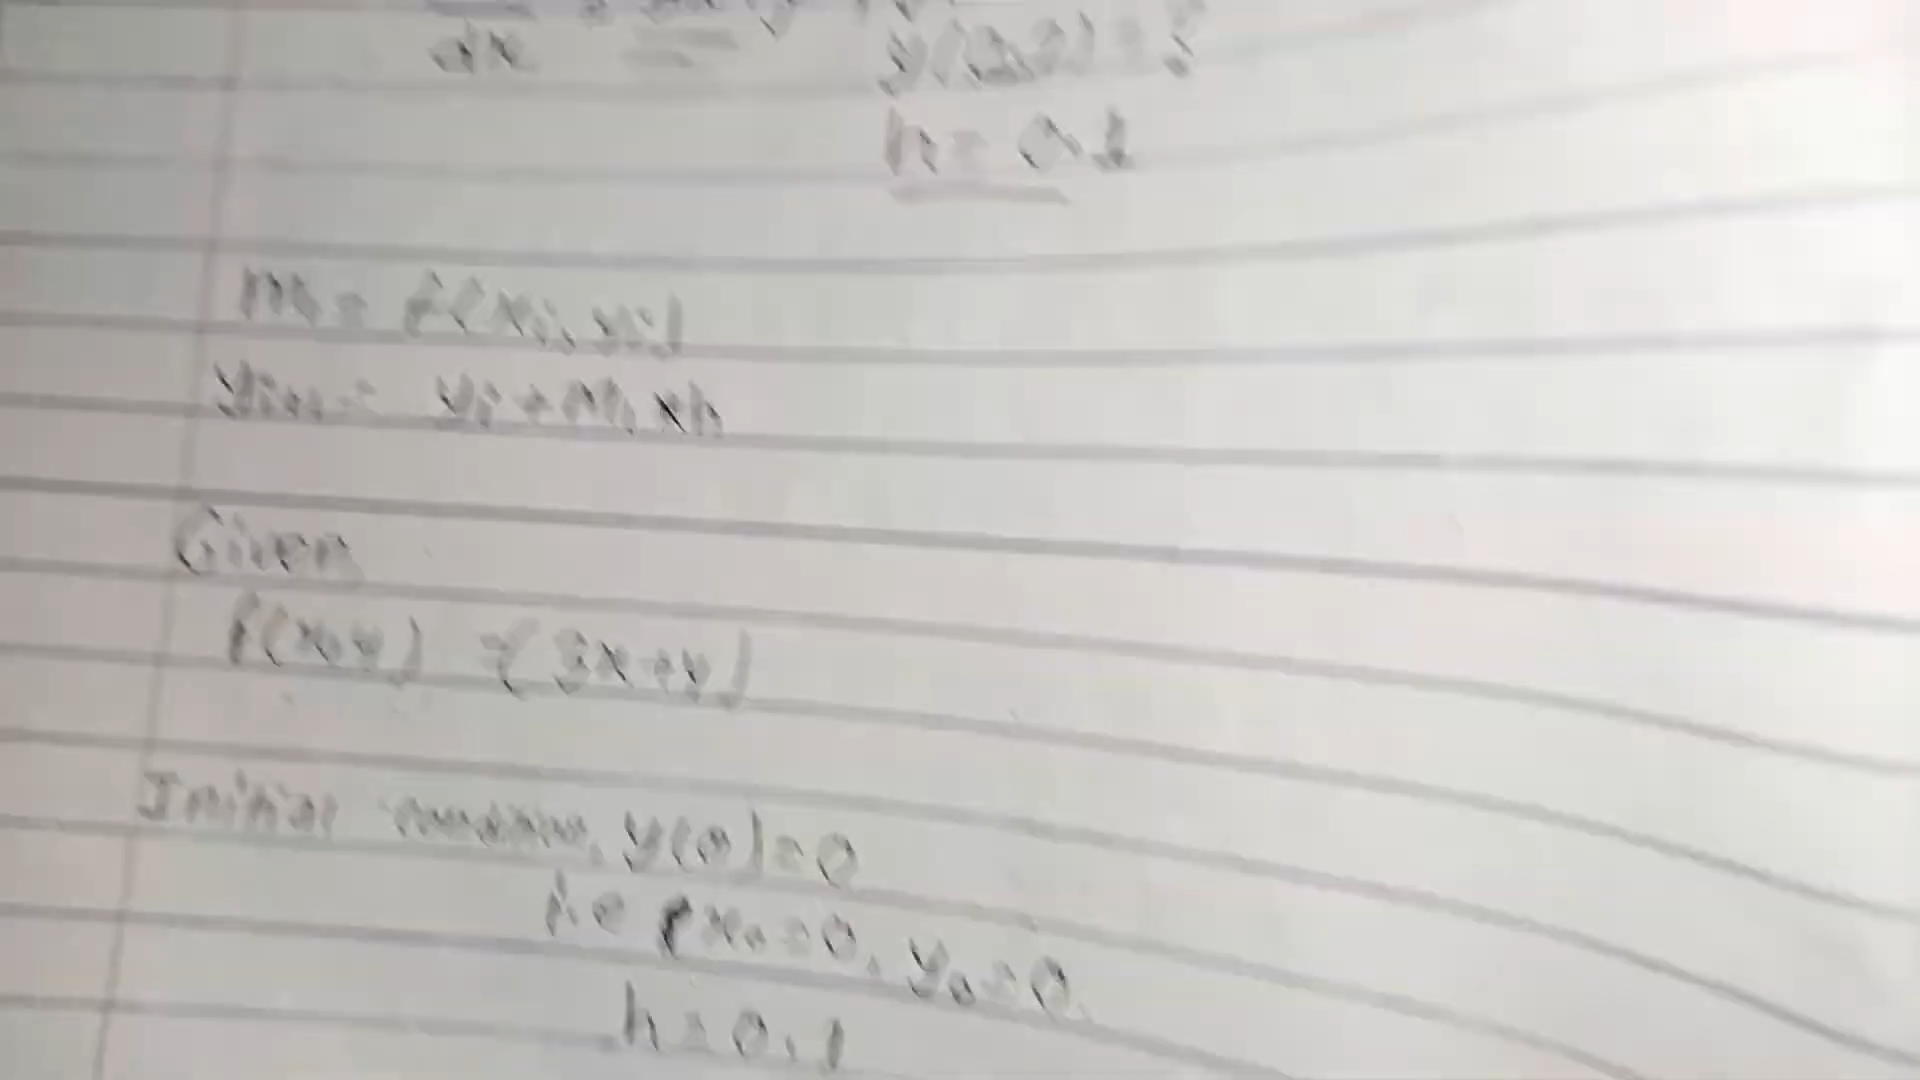 dx
h = 0.1
m₁ = f(xᵢ, yᵢ)
yᵢ₊₁ = yᵢ + m₁ × h
Given
f(x,y) = (3x+y)
Initial y(0)=0
i.e x₀=0, y₀=0
h=0.1